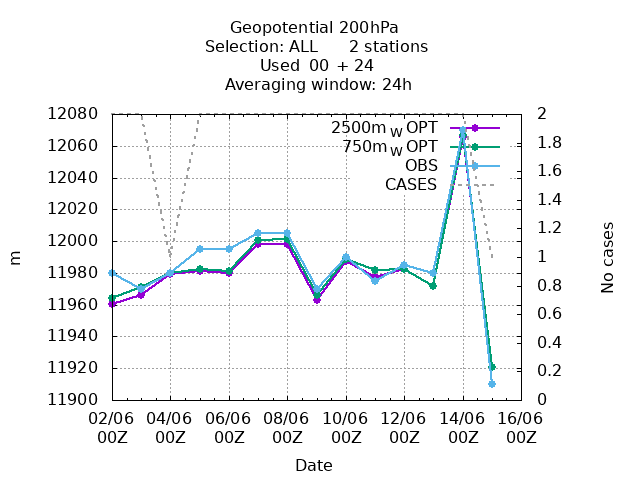 Geopotential 200hPa
Selection: ALL 2 stations
Used 00 + 24
Averaging window: 24h
12080
12060
12040
12020
12000
11980
11960
11940
11920
11900
m
2500m W OPT
750m W OPT
OBS
CASES
2
1.8
1.6
1.4
1.2
1
0.8
0.6
0.4
0.2
0
No cases
02/06 04/06 06/06 08/06 10/06 12/06 14/06 16/06
00Z 00Z 00Z 00Z 00Z 00Z 00Z 00Z
Date